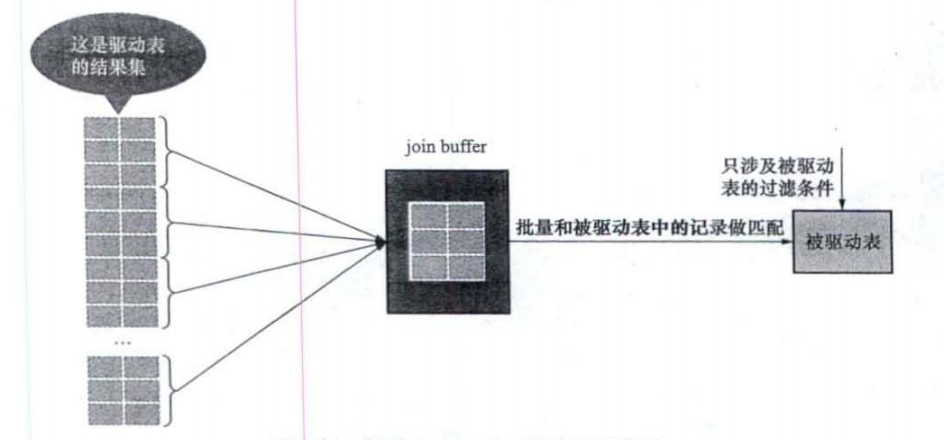 这是驱动表
的结果集
join buffer
只涉及被驱动
表的过滤条件
批量和被驱动表中的记录做匹配
被驱动表
...